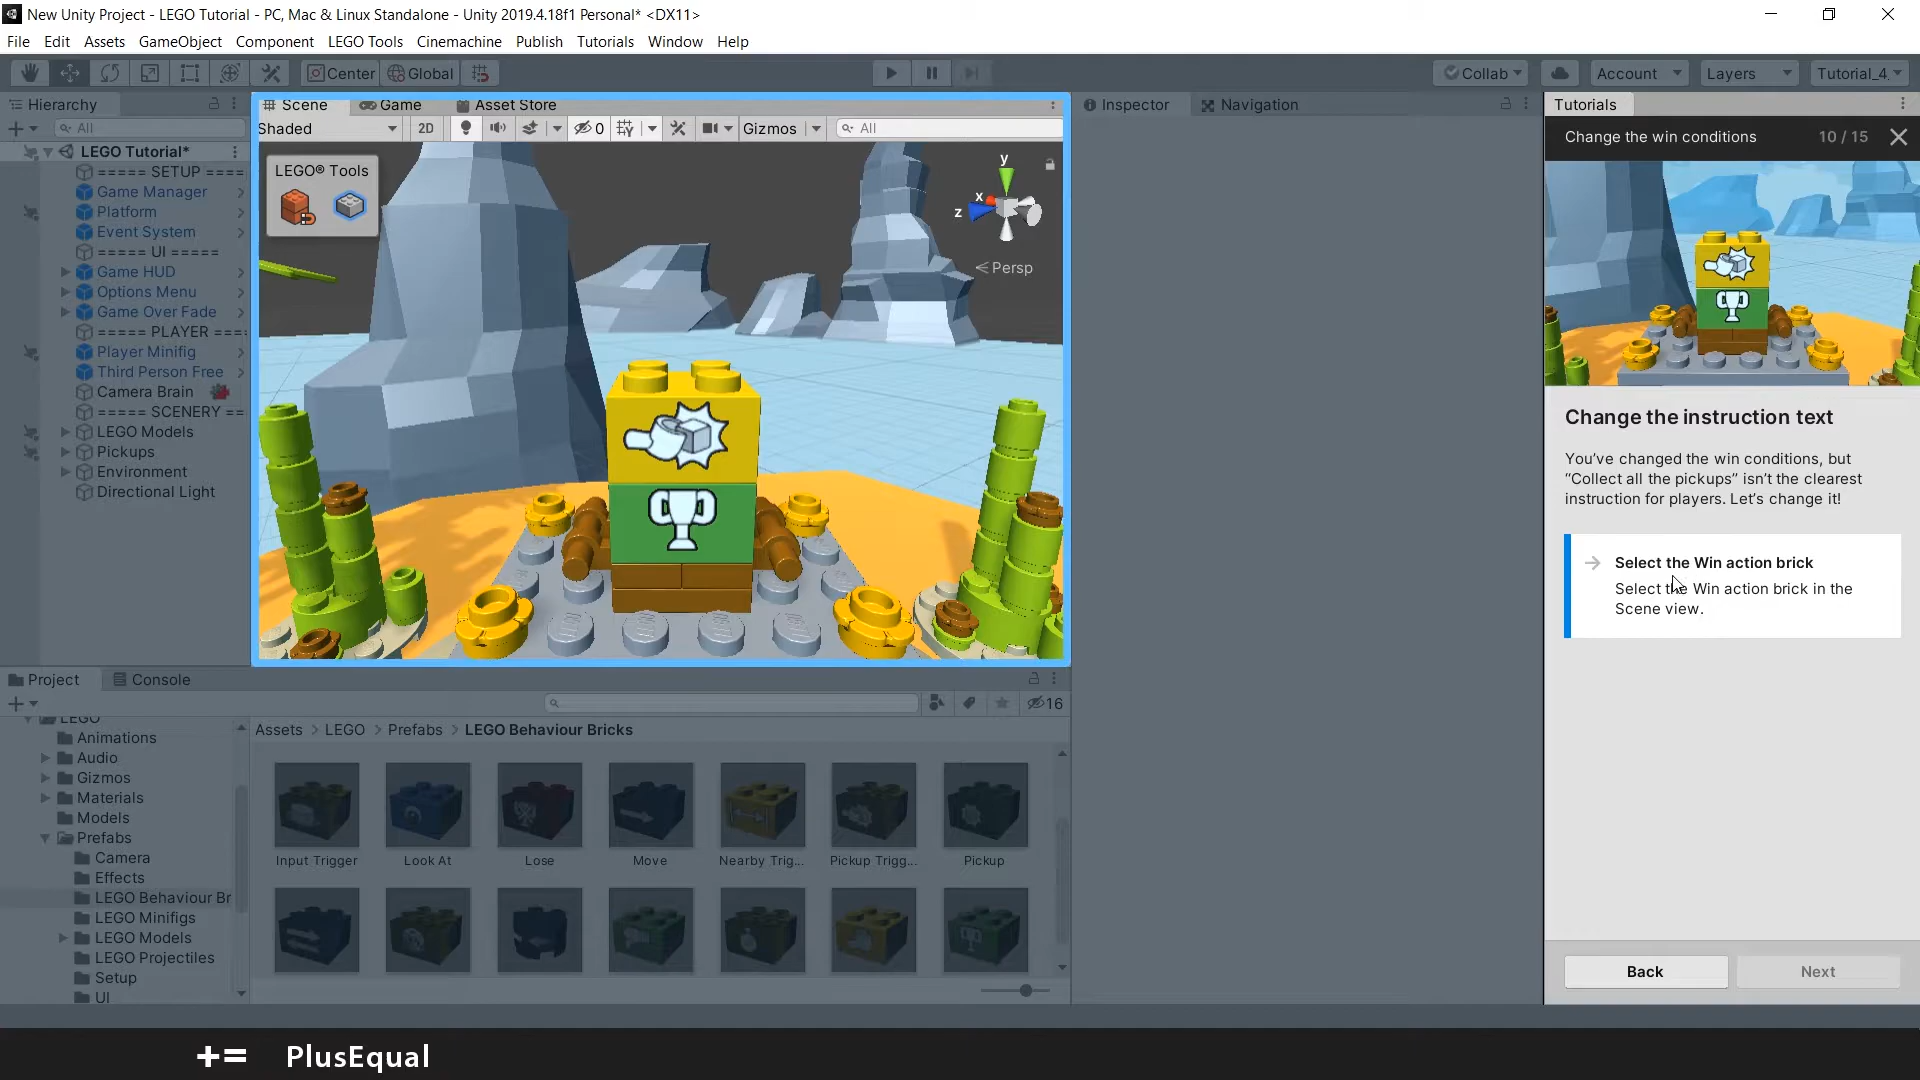 New Unity Project - LEGO Tutorial - PC, Mac & Linux Standalone - Unity 2019.4.18f1 Personal* <DX11>
File Edit Assets GameObject Component LEGO Tools Cinemachine Publish Tutorials Window Help
Center Global Collab Account Layers Tutorial_4
Hierarchy
All
LEGO Tutorial*
===== SETUP ====
Game Manager
Platform
Event System
===== UI =====
Game HUD
Options Menu
Game Over Fade
===== PLAYER ====
Player Minifig
Third Person Free
Camera Brain
===== SCENERY ==
LEGO Models
Pickups
Environment
Directional Light
Scene Game Asset Store
Shaded 2D 0 Gizmos All
LEGO® Tools
y
x
z
< Persp
Inspector Navigation
Tutorials
Change the win conditions 10 / 15
Change the instruction text
You've changed the win conditions, but
“Collect all the pickups” isn't the clearest
instruction for players. Let's change it!
Select the Win action brick
Select the Win action brick in the
Scene view.
Back Next
Project Console
16
LEGO
Animations
Audio
Gizmos
Materials
Models
Prefabs
Camera
Effects
LEGO Behaviour Br
LEGO Minifigs
LEGO Models
LEGO Projectiles
Setup
UI
Assets > LEGO > Prefabs > LEGO Behaviour Bricks
Input Trigger Look At Lose Move Nearby Trig... Pickup Trigg... Pickup
+= PlusEqual